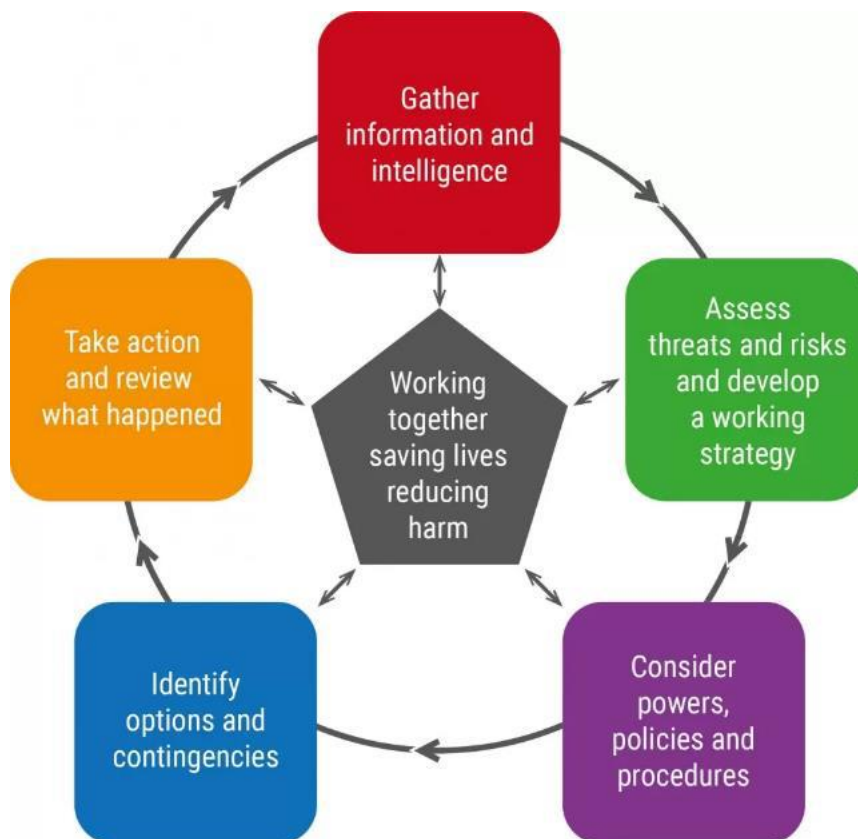 Gather
information and
intelligence
Assess
threats and risks
and develop
a working
strategy
Consider
powers,
policies and
procedures
Identify
options and
contingencies
Take action
and review
what happened
Working
together
saving lives
reducing
harm